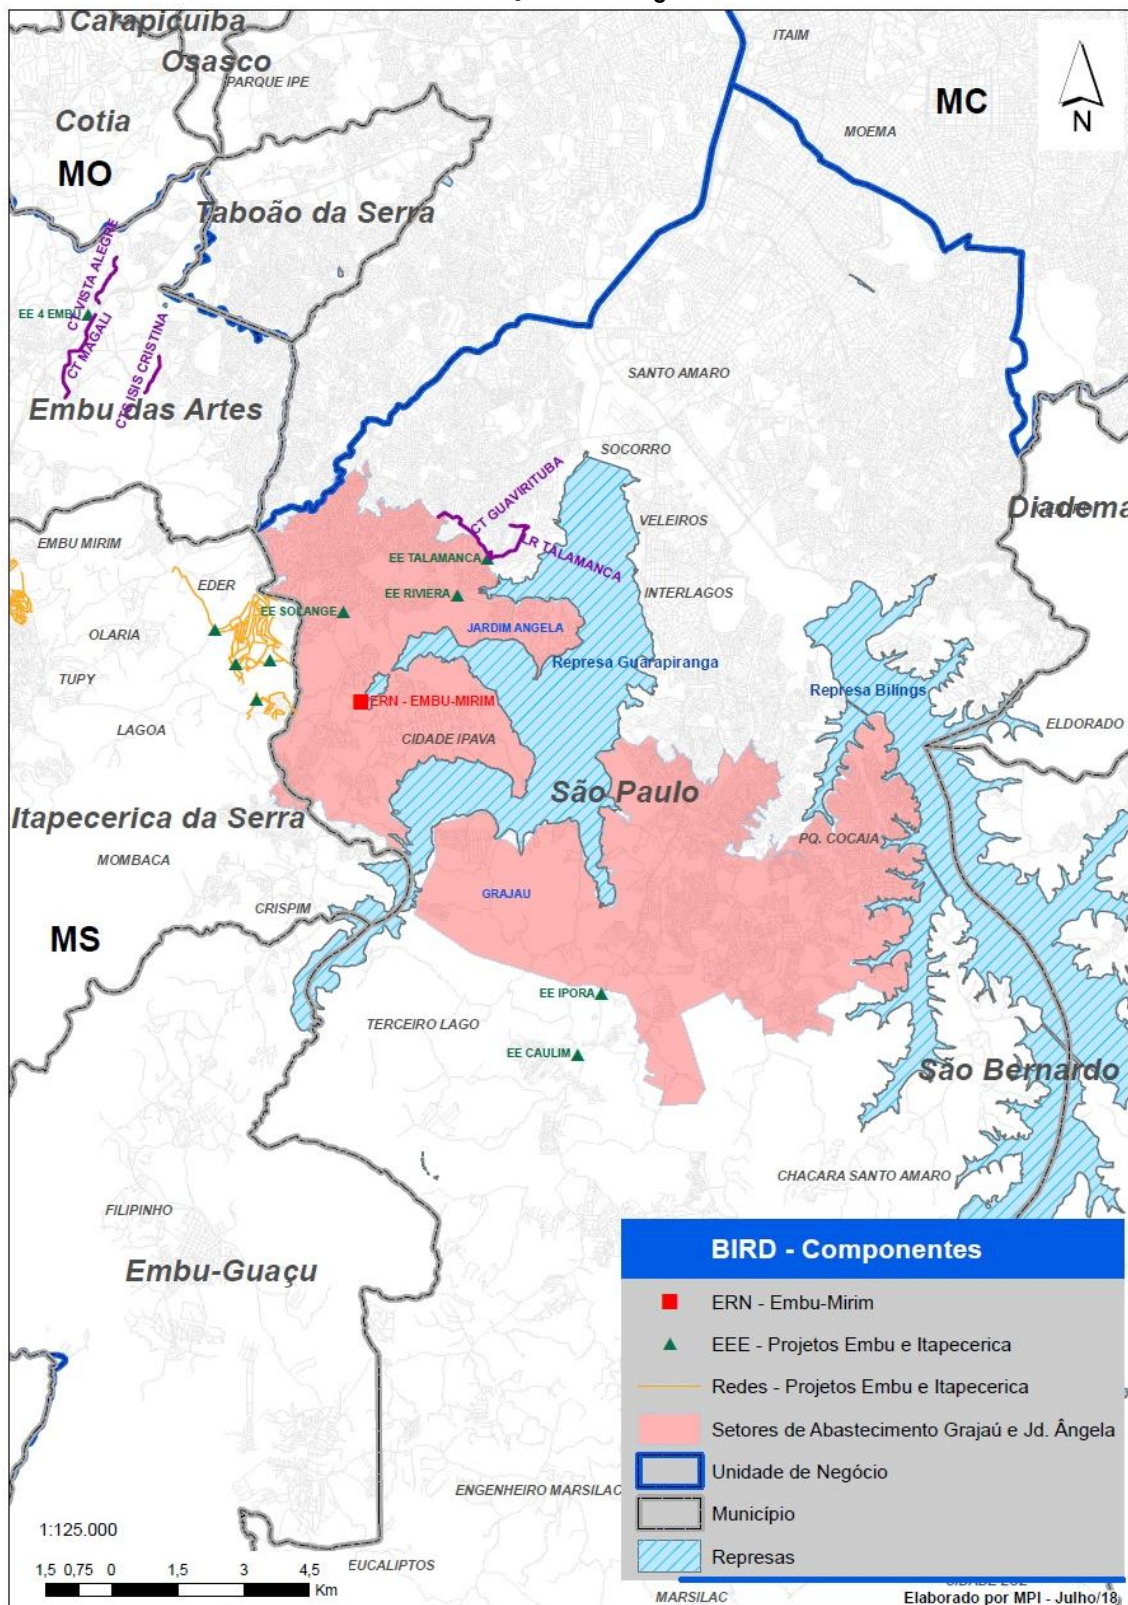 Carapicuiba
Osasco
PARQUE IPE
ITAIM
Cotia
MC
MOEMA
N
MO
Taboão da Serra
CT VISTA ALEGRE
EE 4 EMBU
CT MAGALI
CTS ISIS CRISTINA
Embu das Artes
SANTO AMARO
SOCORRO
CT GUAVIRITUBA
Diadema
VELEIROS
EMBU MIRIM
LR TALAMANCA
EE TALAMANCA
EDER
EE RIVIERA
INTERLAGOS
EE SOLANGE
OLARIA
JARDIM ANGELA
Represa Guarapiranga
TUPY
Represa Bilings
ERN - EMBU-MIRIM
ELDORADO
LAGOA
CIDADE IPAVA
São Paulo
Itapecerica da Serra
PQ. COCAIA
MOMBACA
GRAJAU
CRISPIM
MS
EE IPORA
TERCEIRO LAGO
EE CAULIM
São Bernardo
CHACARA SANTO AMARO
FILIPINHO
Embu-Guaçu
BIRD - Componentes
ERN - Embu-Mirim
EEE - Projetos Embu e Itapecerica
Redes - Projetos Embu e Itapecerica
Setores de Abastecimento Grajaú e Jd. Ângela
Unidade de Negócio
Município
Represas
ENGENHEIRO MARSILAC
1:125.000
EUCALIPTOS
1,5 0,75 0 1,5 3 4,5
Km
MARSILAC
Elaborado por MPI - Julho/18